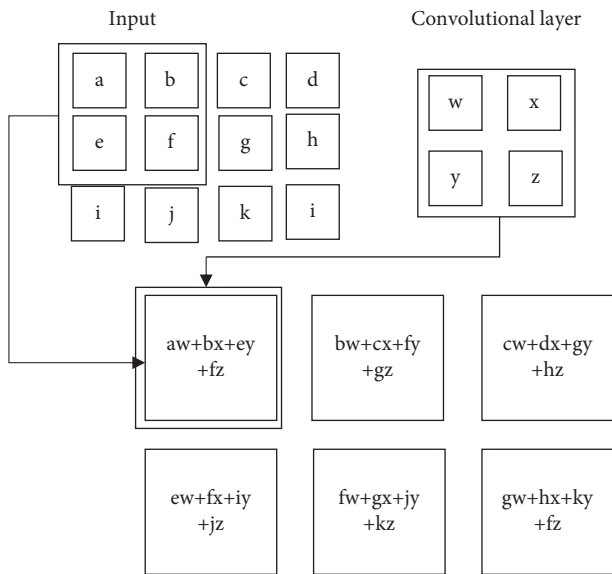 Input
Convolutional layer
a b c d
w x
e f g h
y z
i j k i
aw+bx+ey
+fz
bw+cx+fy
+gz
cw+dx+gy
+hz
ew+fx+iy
+jz
fw+gx+jy
+kz
gw+hx+ky
+fz